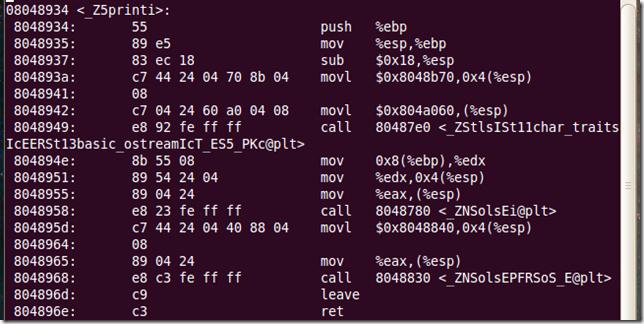 08048934 <_Z5printi>:
 8048934:	55	push   %ebp
 8048935:	89 e5	mov    %esp,%ebp
 8048937:	83 ec 18	sub    $0x18,%esp
 804893a:	c7 44 24 04 70 8b 04	movl   $0x8048b70,0x4(%esp)
 8048941:	08
 8048942:	c7 04 24 60 a0 04 08	movl   $0x804a060,(%esp)
 8048949:	e8 92 fe ff ff	call   80487e0 <_ZStlsISt11char_traits
IcEERSt13basic_ostreamIcT_ES5_PKc@plt>
 804894e:	8b 55 08	mov    0x8(%ebp),%edx
 8048951:	89 54 24 04	mov    %edx,0x4(%esp)
 8048955:	89 04 24	mov    %eax,(%esp)
 8048958:	e8 23 fe ff ff	call   8048780 <_ZNSolsEi@plt>
 804895d:	c7 44 24 04 40 88 04	movl   $0x8048840,0x4(%esp)
 8048964:	08
 8048965:	89 04 24	mov    %eax,(%esp)
 8048968:	e8 c3 fe ff ff	call   8048830 <_ZNSolsEPFRSoS_E@plt>
 804896d:	c9	leave
 804896e:	c3	ret